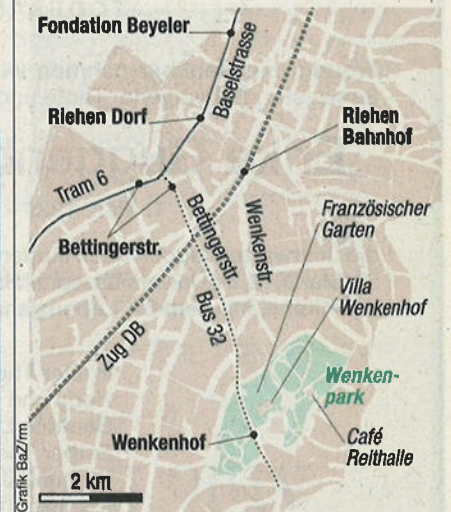 Fondation Beyeler
Baselstrasse
Riehen Dorf
Riehen
Bahnhof
Tram 6
Bettingerstr.
Bettingerstr.
Wenkenstr.
Französischer
Garten
Villa
Wenkenhof
Bus 32
Zug DB
Wenken-
park
Wenkenhof
Café
Reithalle
2 km
Grafik BaZ/rm